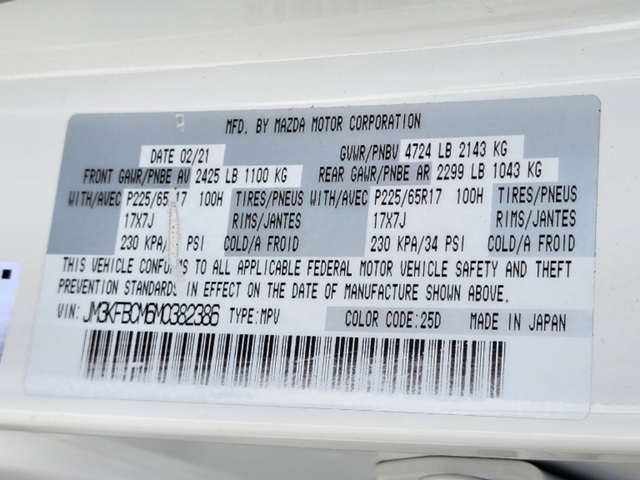 MFD. BY MAZDA MOTOR CORPORATION
DATE 02/21 GVWR/PNBV 4724 LB 2143 KG
FRONT GAWR/PNBE AV 2425 LB 1100 KG REAR GAWR/PNBE AR 2299 LB 1043 KG
WITH/AVEC P225/65R17 100H TIRES/PNEUS WITH/AVEC P225/65R17 100H TIRES/PNEUS
17X7J RIMS/JANTES 17X7J RIMS/JANTES
230 KPA/ PSI COLD/A FROID 230 KPA/34 PSI COLD/A FROID
THIS VEHICLE CONFORMS TO ALL APPLICABLE FEDERAL MOTOR VEHICLE SAFETY AND THEFT
PREVENTION STANDARDS IN EFFECT ON THE DATE OF MANUFACTURE SHOWN ABOVE.
VIN: JM3KFBCM6M0382386 TYPE:MPV COLOR CODE:25D MADE IN JAPAN